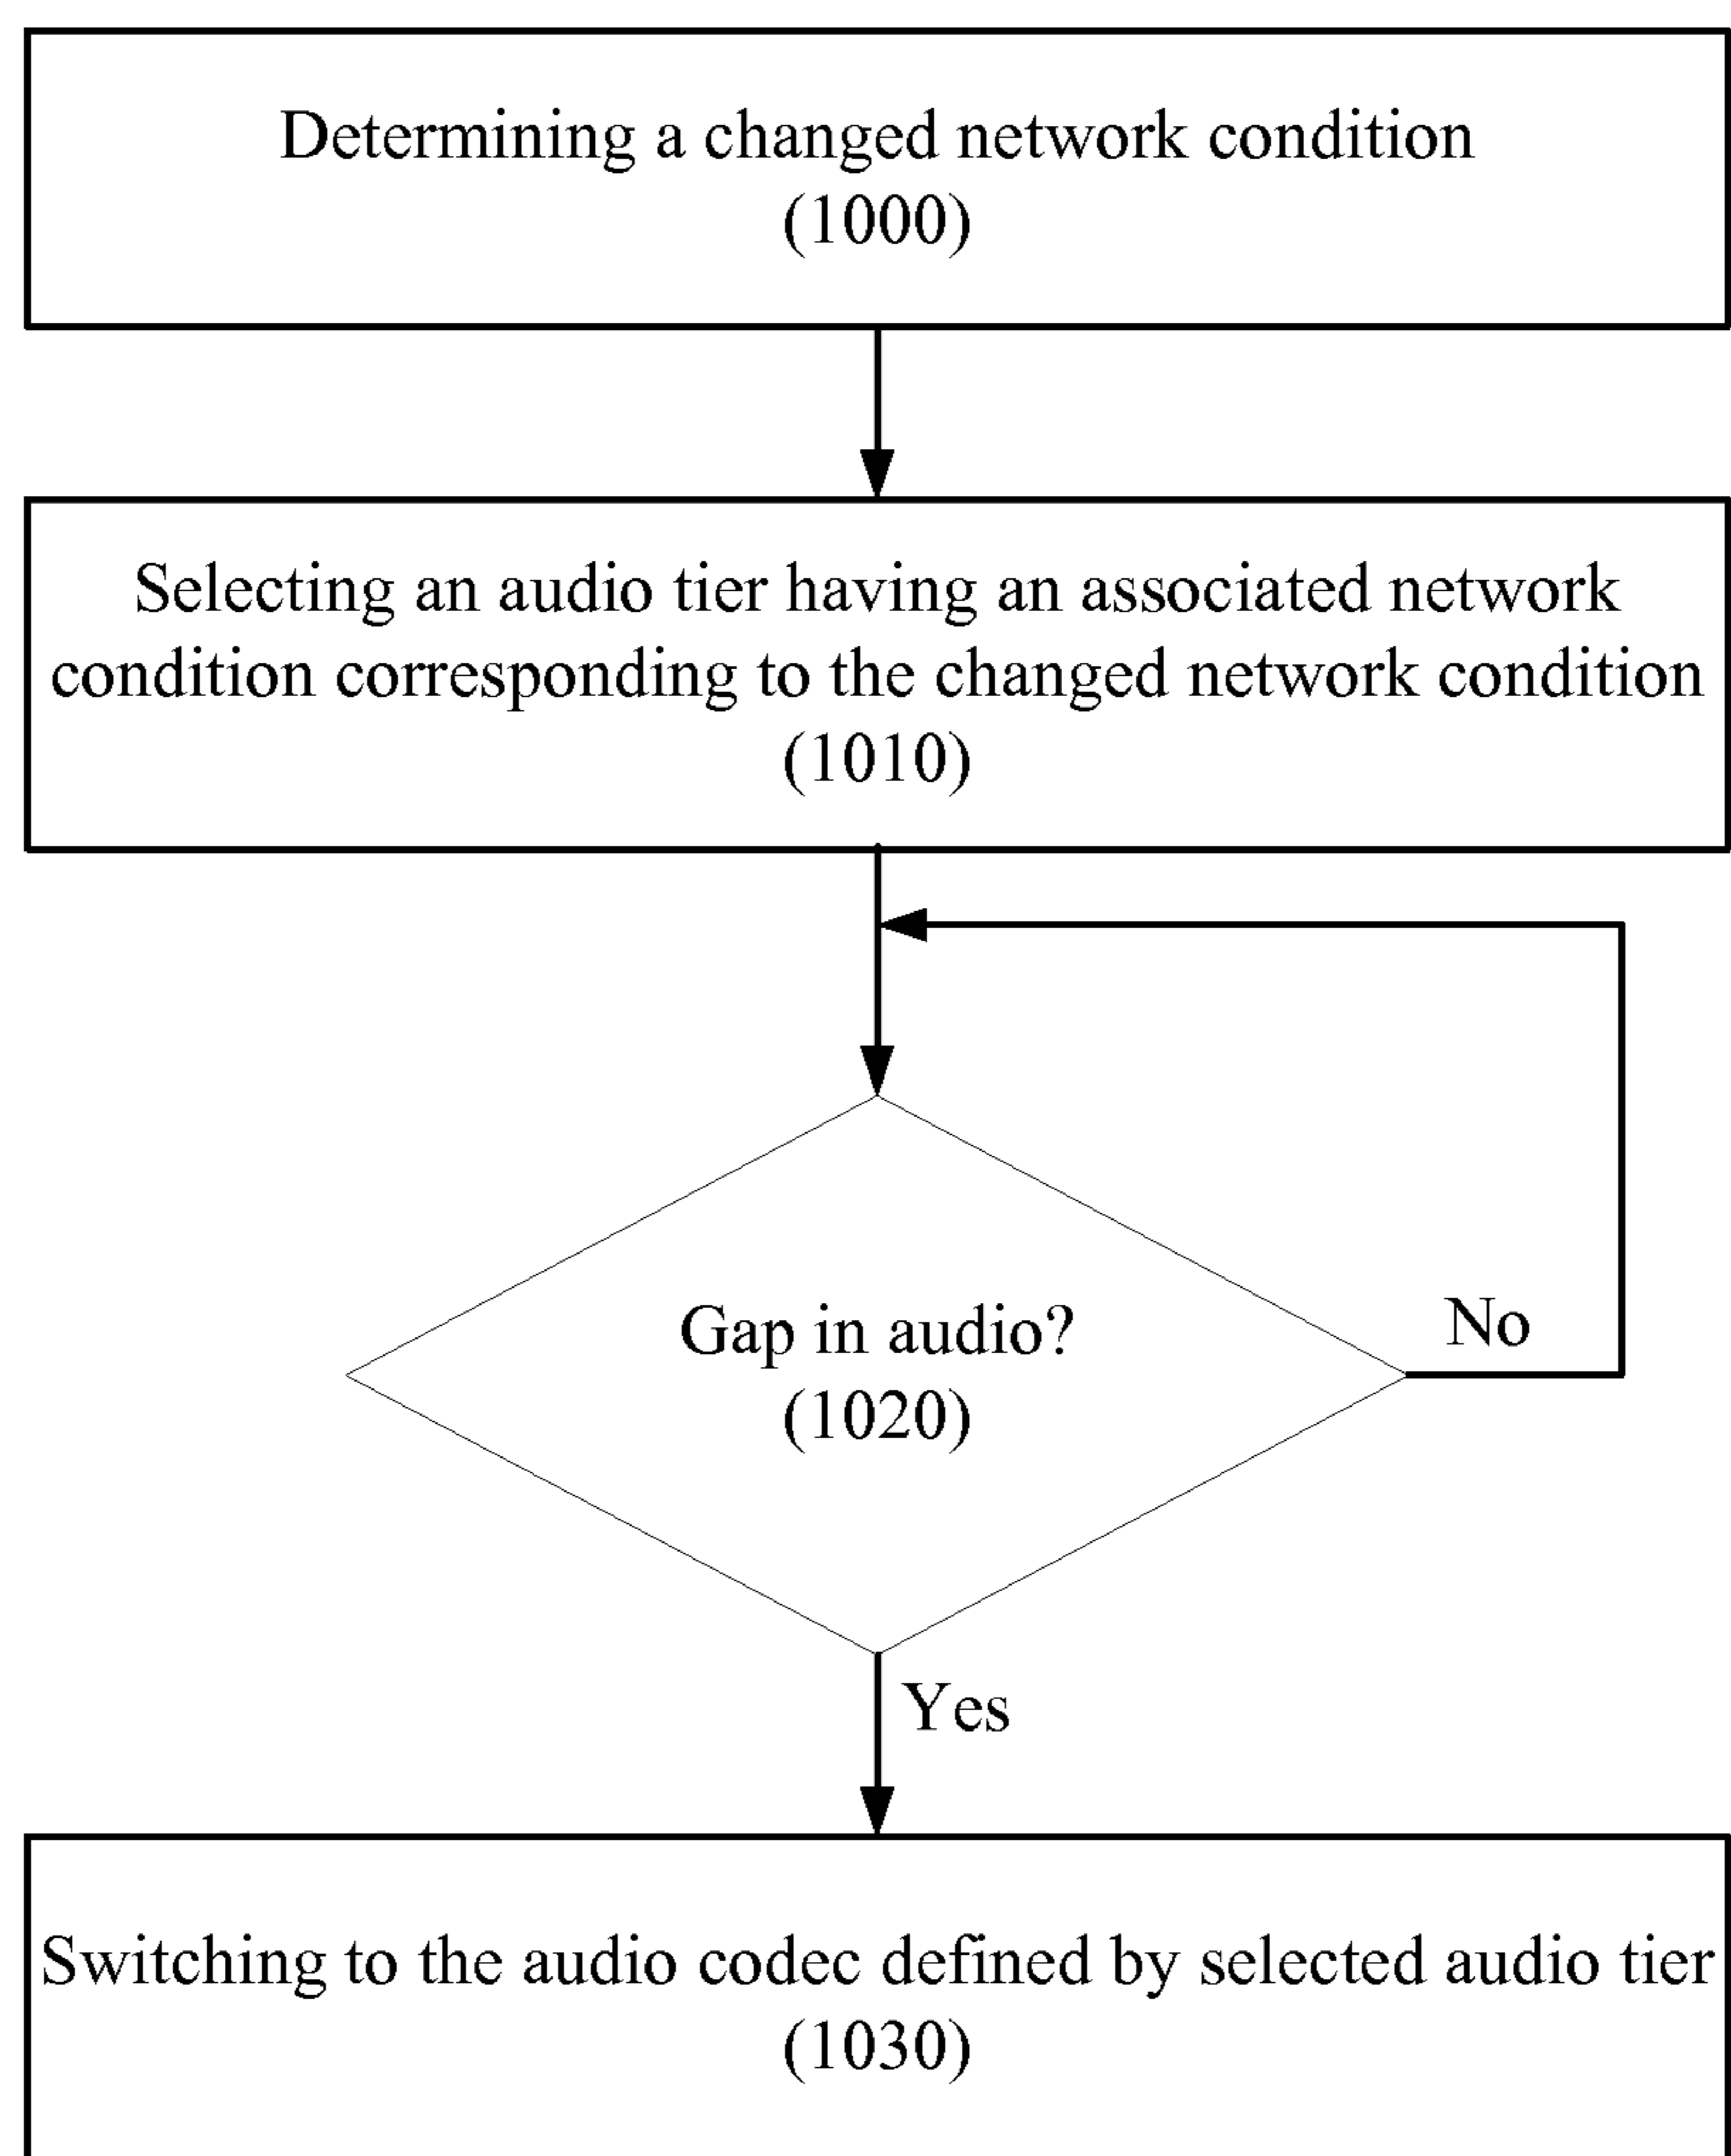 Determining a changed network condition
(1000)
Selecting an audio tier having an associated network
condition corresponding to the changed network condition
(1010)
Gap in audio?
(1020)
No
Yes
Switching to the audio codec defined by selected audio tier
(1030)